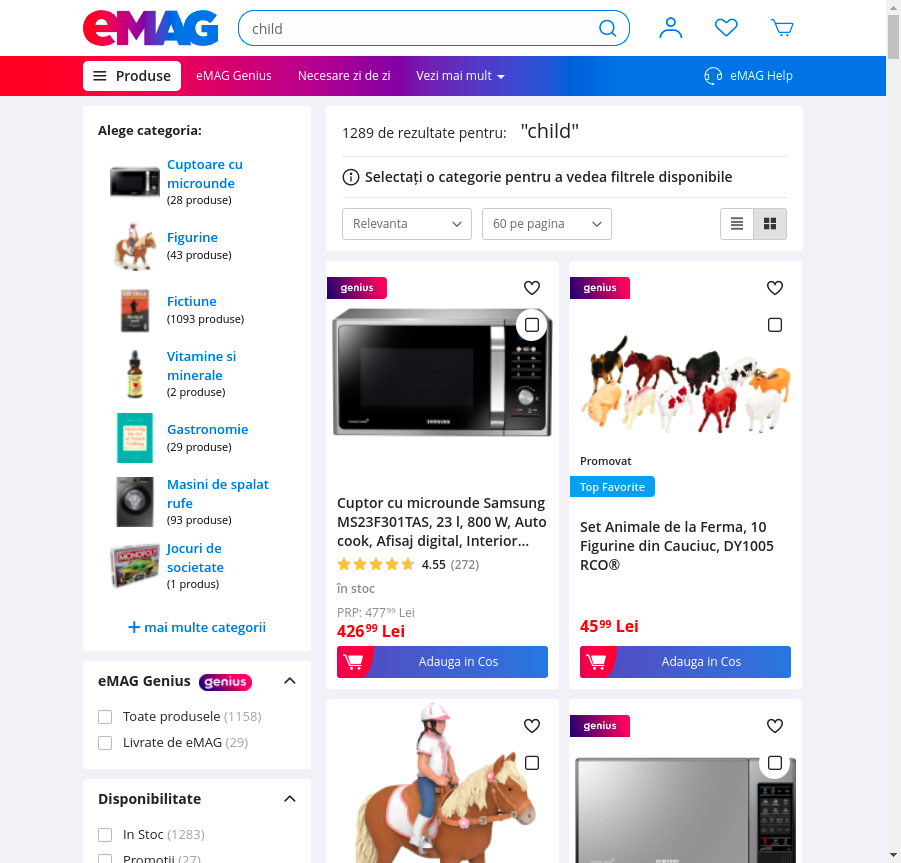 eMAG
child
Produse
eMAG Genius
Necesare zi de zi
Vezi mai mult
eMAG Help
Alege categoria:
Cuptoare cu
microunde
(28 produse)
Figurine
(43 produse)
Fictiune
(1093 produse)
Vitamine si
minerale
(2 produse)
Gastronomie
(29 produse)
Masini de spalat
rufe
(93 produse)
MONOPOLY
Jocuri de
societate
(1 produs)
mai multe categorii
eMAG Genius genius
Toate produsele (1158)
Livrate de eMAG (29)
Disponibilitate
In Stoc (1283)
Promotii (27)
1289 de rezultate pentru: "child"
Selectați o categorie pentru a vedea filtrele disponibile
Relevanta
60 pe pagina
genius
SAMSUNG
Cuptor cu microunde Samsung
MS23F301TAS, 23 l, 800 W, Auto
cook, Afisaj digital, Interior...
4.55 (272)
în stoc
PRP: 47799 Lei
42699 Lei
Adauga in Cos
genius
Promovat
Top Favorite
Set Animale de la Ferma, 10
Figurine din Cauciuc, DY1005
RCO®
4599 Lei
Adauga in Cos
genius
SAMSUNG